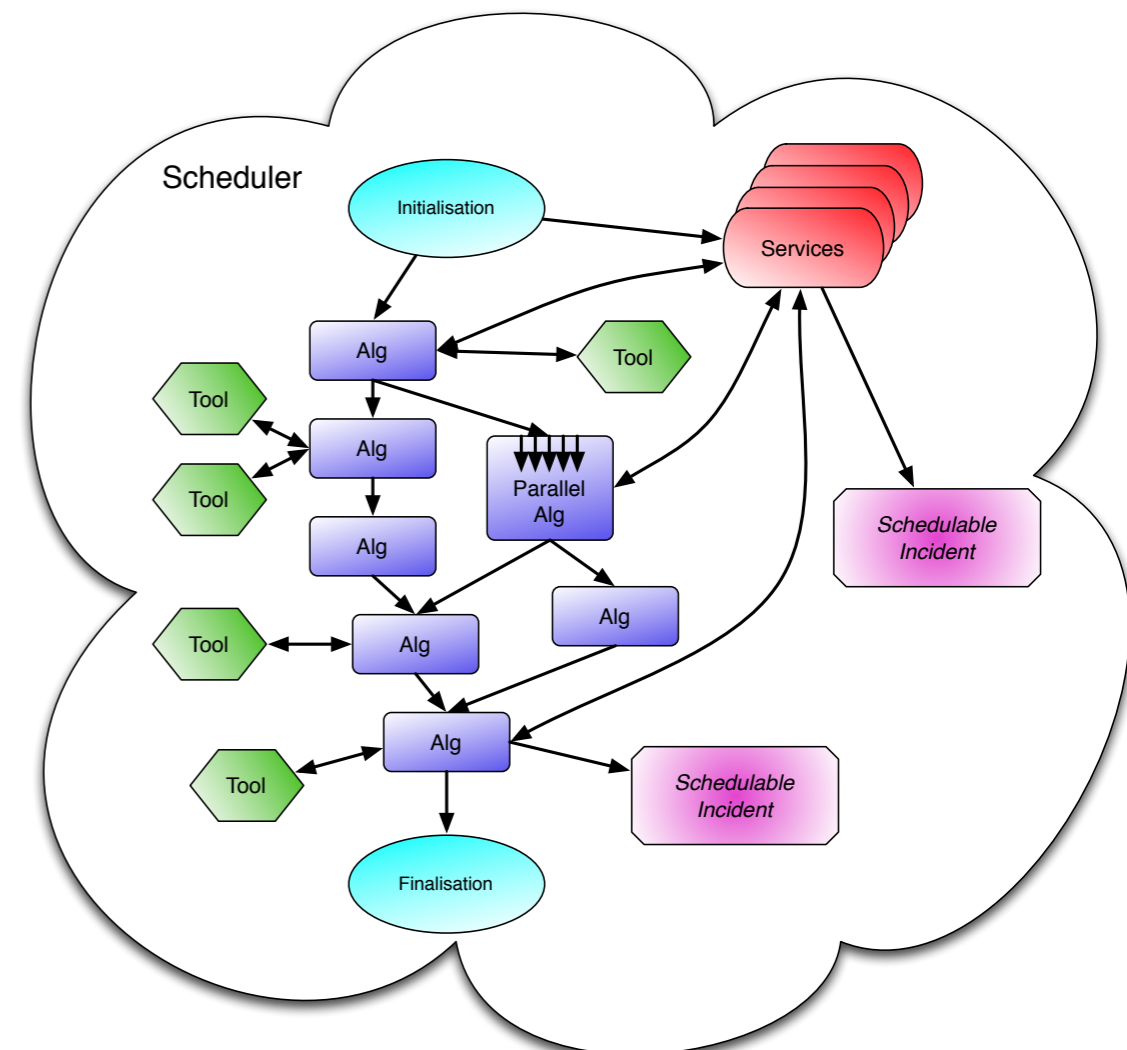 Scheduler
Initialisation
Services
Alg
Tool
Tool
Alg
Tool
Parallel
Alg
Alg
Schedulable
Incident
Alg
Tool
Alg
Alg
Tool
Schedulable
Incident
Finalisation